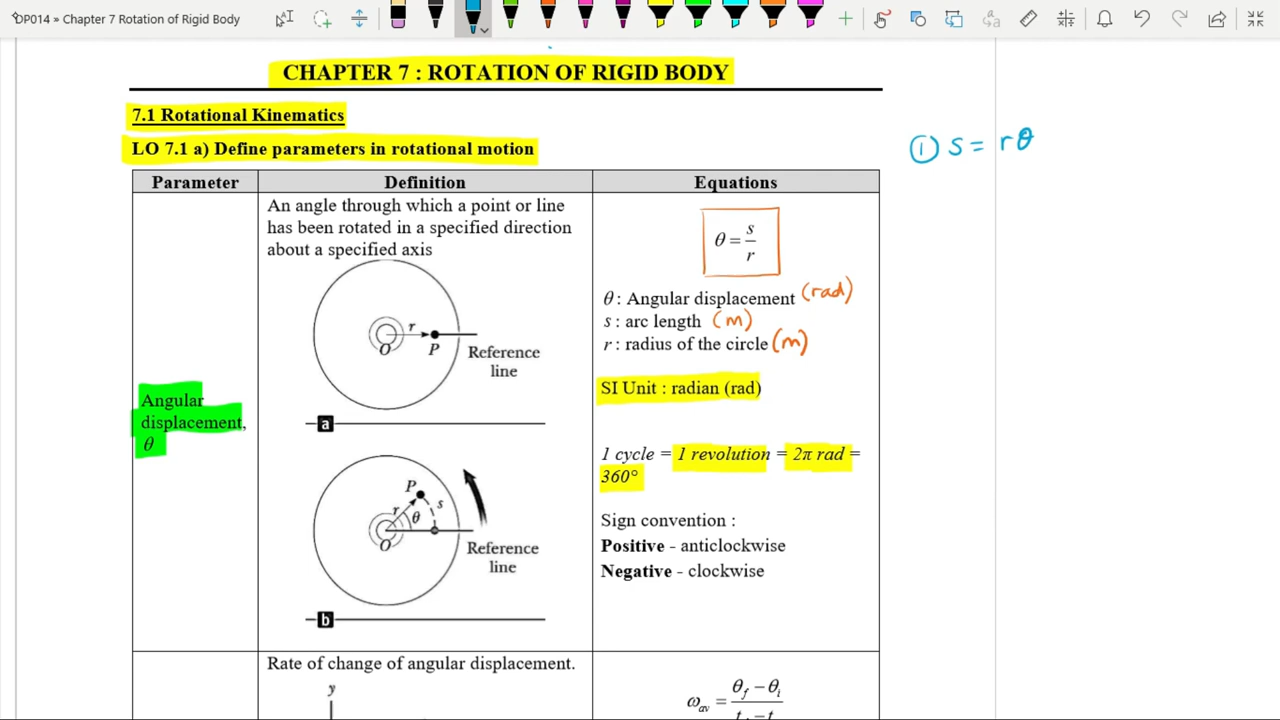 DP014 » Chapter 7 Rotation of Rigid Body
CHAPTER 7 : ROTATION OF RIGID BODY
7.1 Rotational Kinematics
LO 7.1 a) Define parameters in rotational motion
① s = rθ
Parameter Definition Equations
Angular
displacement,
θ
An angle through which a point or line
has been rotated in a specified direction
about a specified axis
r
O
P
Reference
line
a
P
r
s
θ
O
Reference
line
b
θ = s/r
θ : Angular displacement (rad)
s : arc length (m)
r : radius of the circle (m)
SI Unit : radian (rad)
1 cycle = 1 revolution = 2π rad =
360°
Sign convention :
Positive - anticlockwise
Negative - clockwise
Rate of change of angular displacement.
y
ω_av = θ_f − θ_i